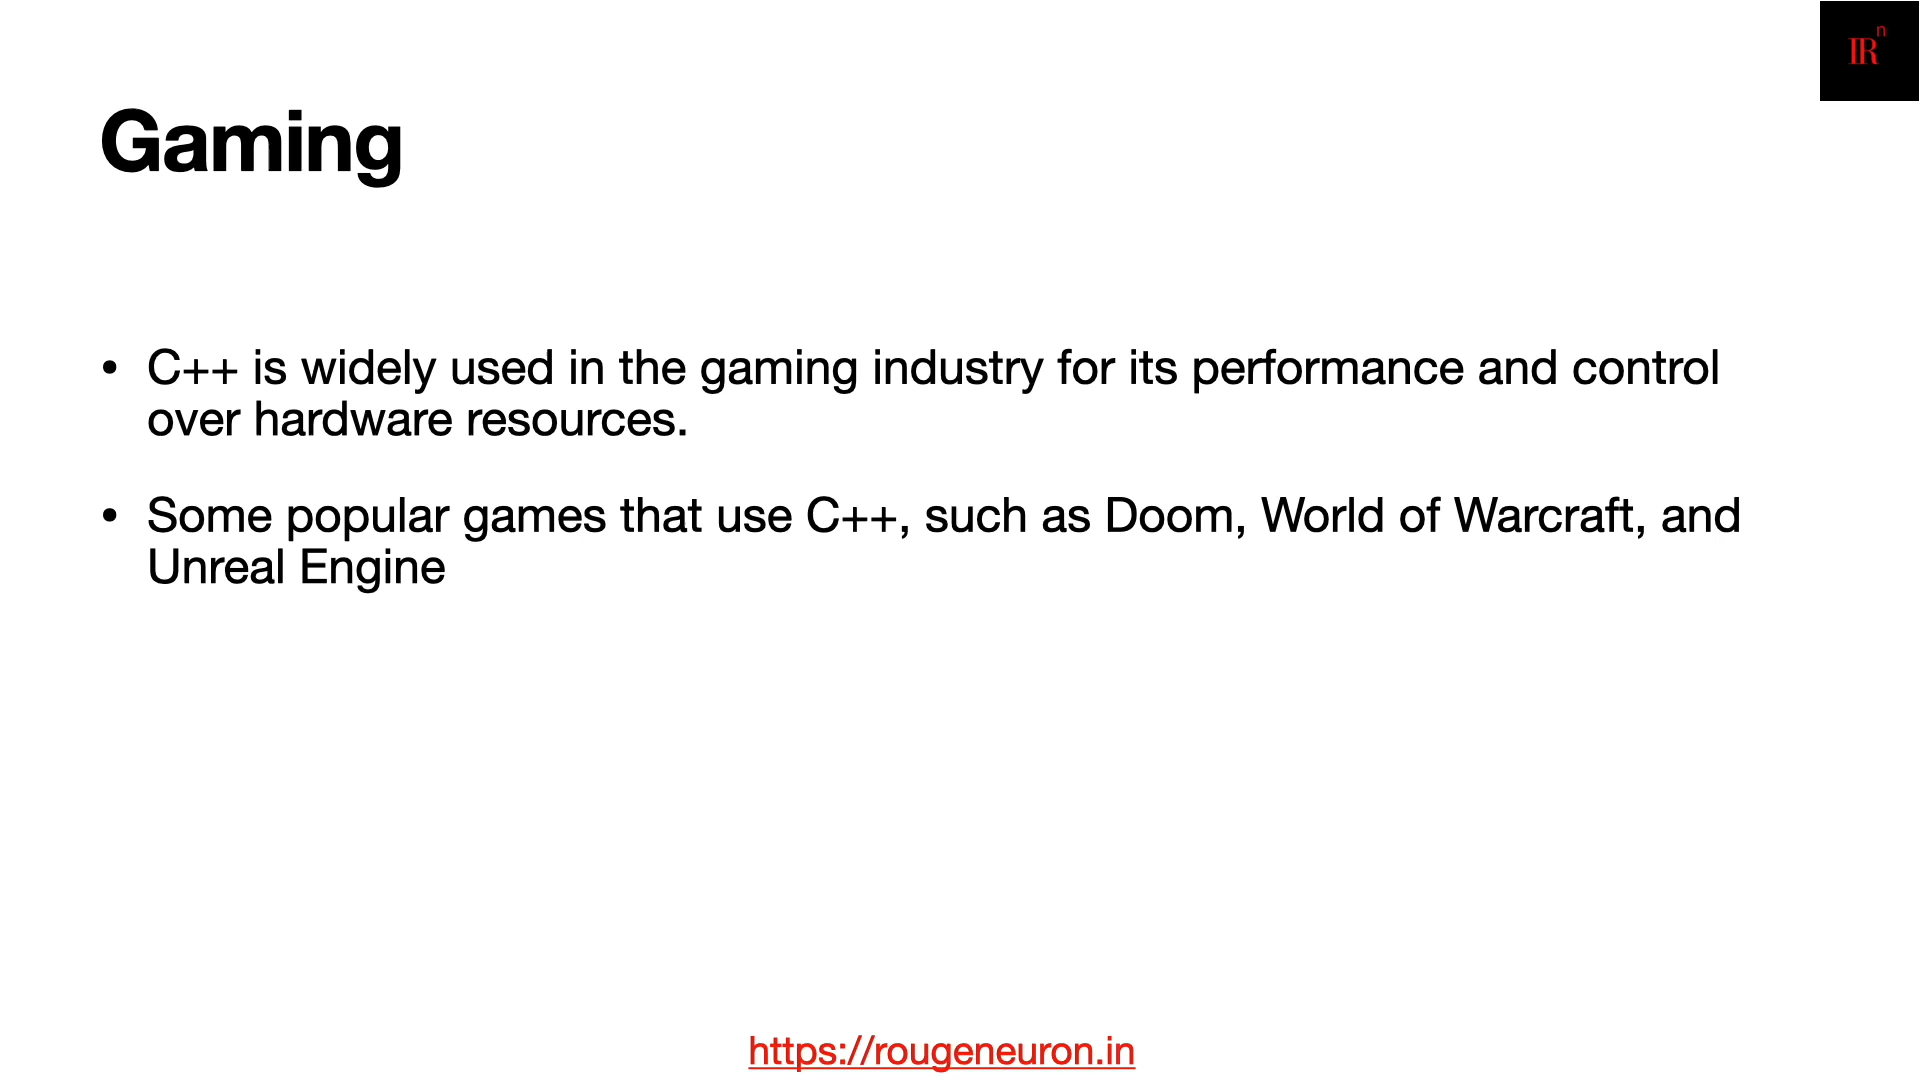 IRn
Gaming
• C++ is widely used in the gaming industry for its performance and control
over hardware resources.
• Some popular games that use C++, such as Doom, World of Warcraft, and
Unreal Engine
https://rougeneuron.in